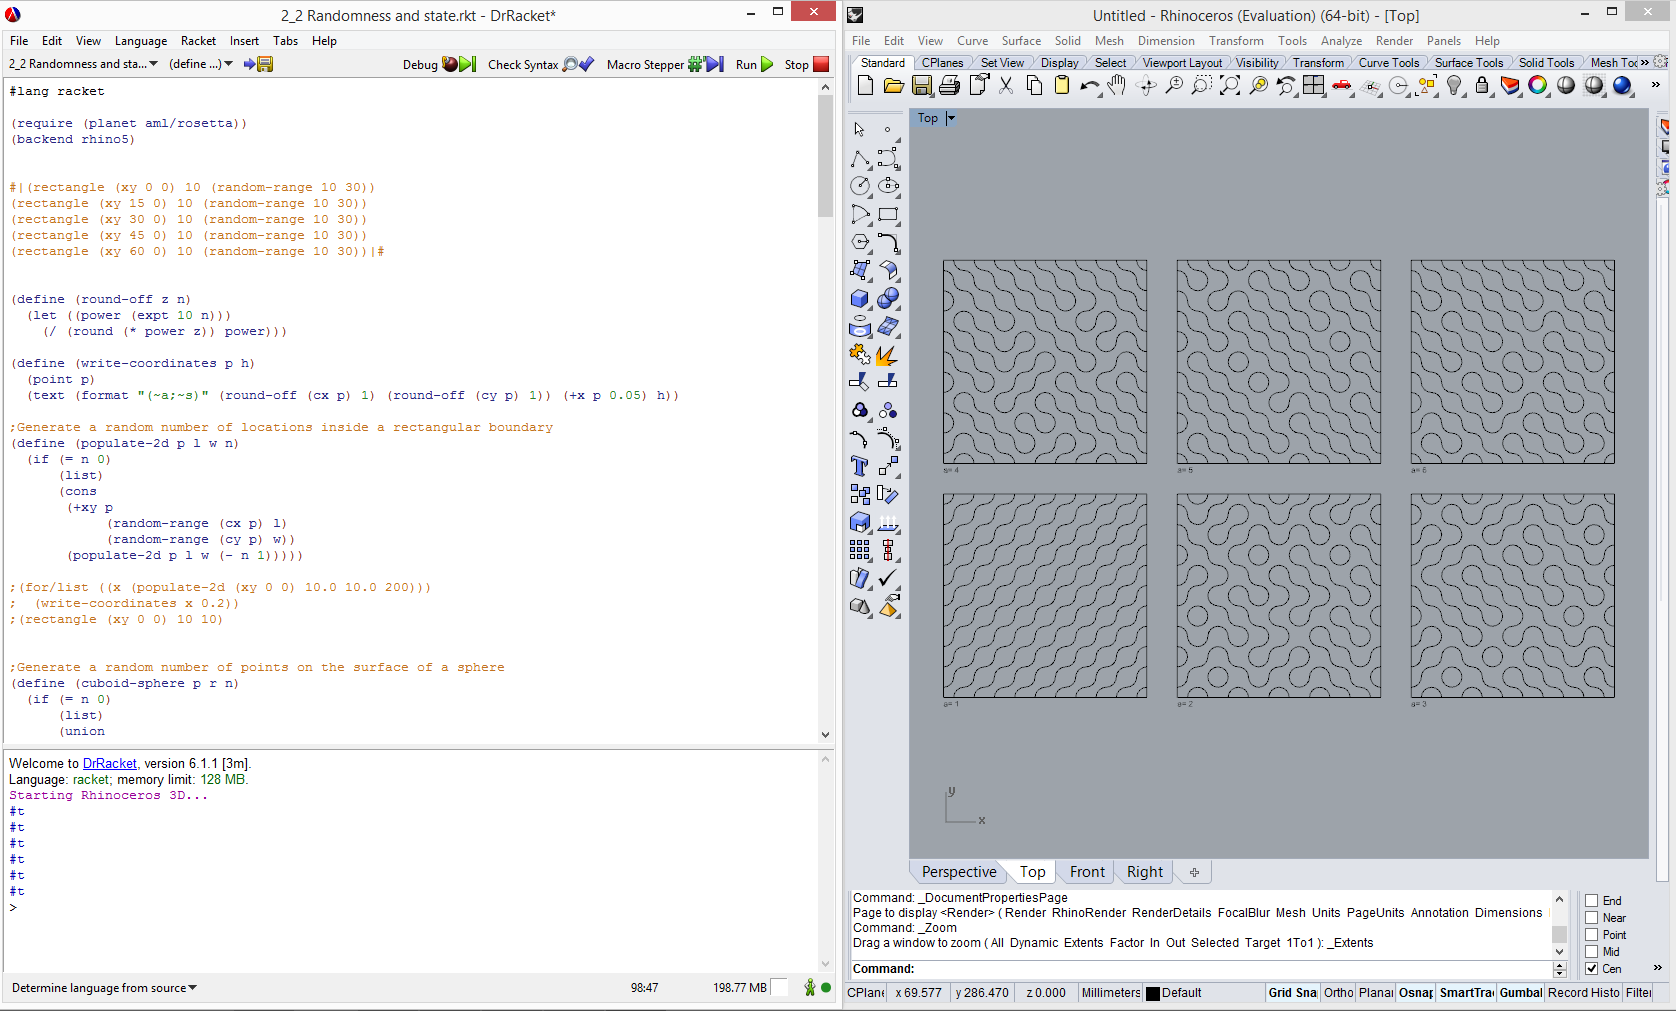 2_2 Randomness and state.rkt - DrRacket*
File Edit View Language Racket Insert Tabs Help
2_2 Randomness and sta... (define ...) Debug Check Syntax Macro Stepper Run Stop
#lang racket
(require (planet aml/rosetta))
(backend rhino5)
#|(rectangle (xy 0 0) 10 (random-range 10 30))
(rectangle (xy 15 0) 10 (random-range 10 30))
(rectangle (xy 30 0) 10 (random-range 10 30))
(rectangle (xy 45 0) 10 (random-range 10 30))
(rectangle (xy 60 0) 10 (random-range 10 30))|#
(define (round-off z n)
(let ((power (expt 10 n)))
(/ (round (* power z)) power)))
(define (write-coordinates p h)
(point p)
(text (format "(~a;~s)" (round-off (cx p) 1) (round-off (cy p) 1)) (+x p 0.05) h))
;Generate a random number of locations inside a rectangular boundary
(define (populate-2d p l w n)
(if (= n 0)
(list)
(cons
(+xy p
(random-range (cx p) l)
(random-range (cy p) w))
(populate-2d p l w (- n 1)))))
;(for/list ((x (populate-2d (xy 0 0) 10.0 10.0 200)))
; (write-coordinates x 0.2))
;(rectangle (xy 0 0) 10 10)
;Generate a random number of points on the surface of a sphere
(define (cuboid-sphere p r n)
(if (= n 0)
(list)
(union
Welcome to DrRacket, version 6.1.1 [3m].
Language: racket; memory limit: 128 MB.
Starting Rhinoceros 3D...
#t
#t
#t
#t
#t
#t
>
Determine language from source 98:47 198.77 MB
Untitled - Rhinoceros (Evaluation) (64-bit) - [Top]
File Edit View Curve Surface Solid Mesh Dimension Transform Tools Analyze Render Panels Help
Standard CPlanes Set View Display Select Viewport Layout Visibility Transform Curve Tools Surface Tools Solid Tools Mesh Toc »
Top
a= 4 a= 5 a= 6
a= 1 a= 2 a= 3
y
x
Perspective Top Front Right
Command: _DocumentPropertiesPage
Page to display <Render> ( Render RhinoRender RenderDetails FocalBlur Mesh Units PageUnits Annotation Dimensions
Command: _Zoom
Drag a window to zoom ( All Dynamic Extents Factor In Out Selected Target 1To1 ): _Extents
Command:
End
Near
Point
Mid
Cen »
CPlane x 69.577 y 286.470 z 0.000 Millimeters Default Grid Sna Ortho Planar Osnap SmartTrac Gumbal Record Histo Filter